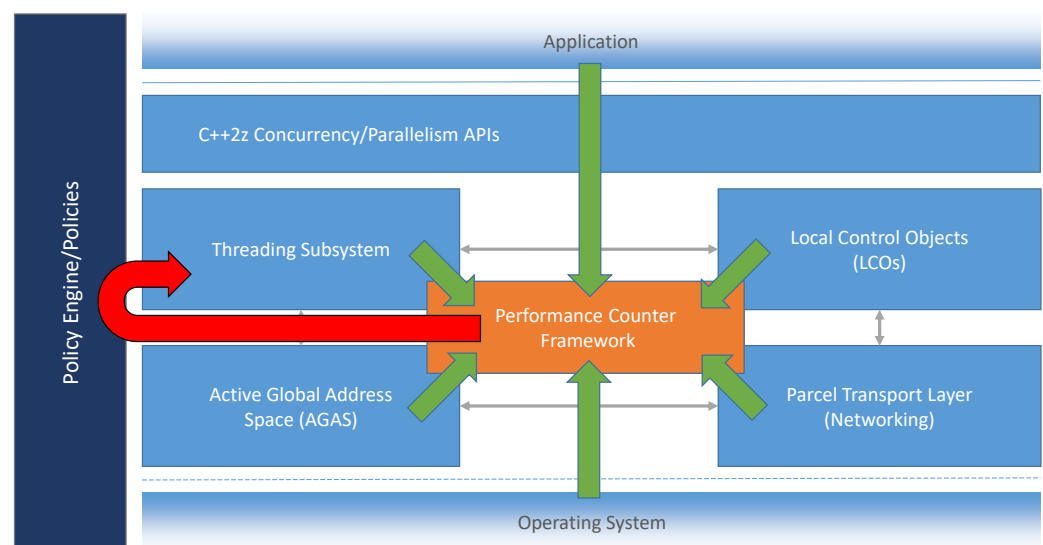 Policy Engine/Policies
Application
C++2z Concurrency/Parallelism APIs
Threading Subsystem
Local Control Objects
(LCOs)
Performance Counter
Framework
Active Global Address
Space (AGAS)
Parcel Transport Layer
(Networking)
Operating System